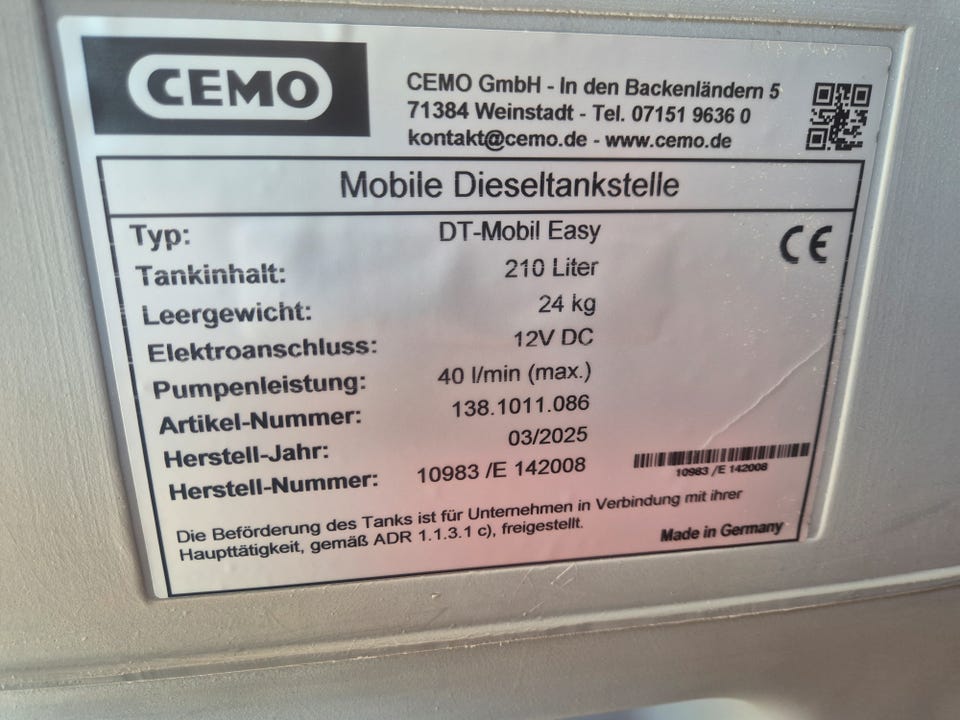 CEMO
CEMO GmbH - In den Backenländern 5
71384 Weinstadt - Tel. 07151 9636 0
kontakt@cemo.de - www.cemo.de
Mobile Dieseltankstelle
Typ: DT-Mobil Easy
CE
Tankinhalt: 210 Liter
Leergewicht: 24 kg
Elektroanschluss: 12V DC
Pumpenleistung: 40 l/min (max.)
Artikel-Nummer: 138.1011.086
Herstell-Jahr: 03/2025
Herstell-Nummer: 10983 /E 142008
10983 /E 142008
Die Beförderung des Tanks ist für Unternehmen in Verbindung mit ihrer
Haupttätigkeit, gemäß ADR 1.1.3.1 c), freigestellt.
Made in Germany